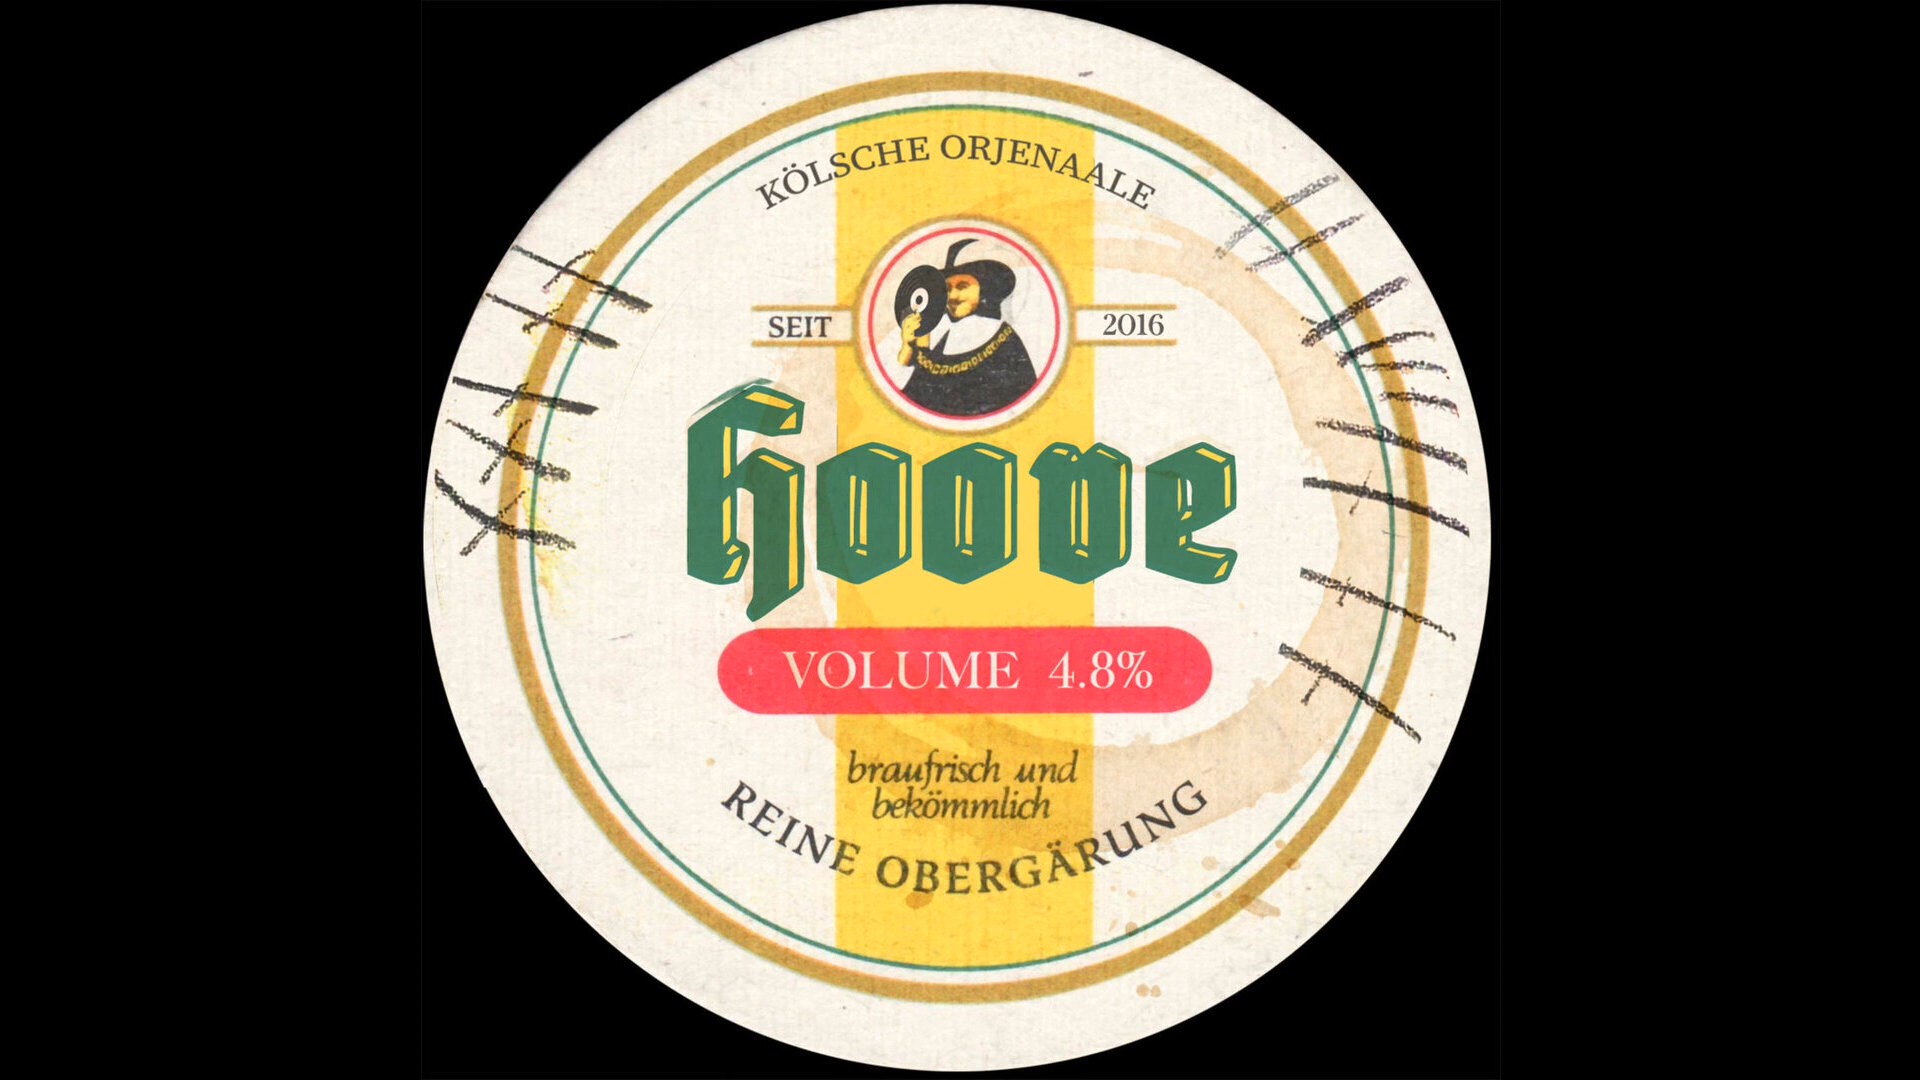 KÖLSCHE ORJENAALE
SEIT 2016
hoove
VOLUME 4.8%
braufrisch und
bekömmlich
REINE OBERGÄRUNG